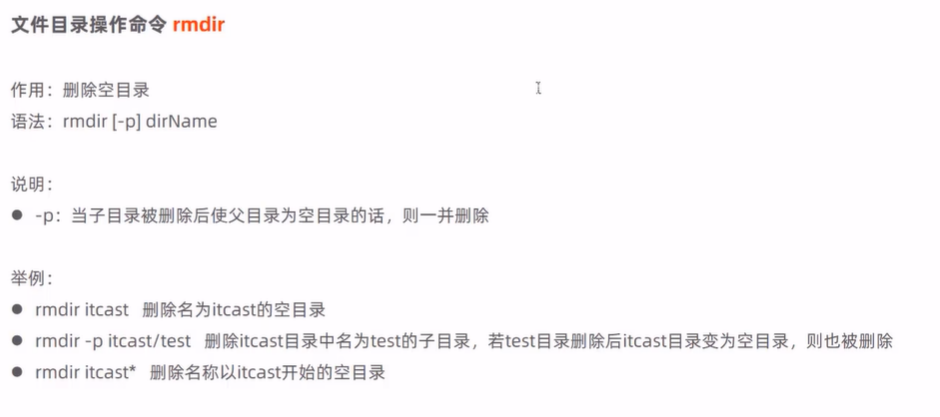 文件目录操作命令 rmdir
作用：删除空目录
语法：rmdir [-p] dirName
说明：
● -p：当子目录被删除后使父目录为空目录的话，则一并删除
举例：
● rmdir itcast 删除名为itcast的空目录
● rmdir -p itcast/test 删除itcast目录中名为test的子目录，若test目录删除后itcast目录变为空目录，则也被删除
● rmdir itcast* 删除名称以itcast开始的空目录